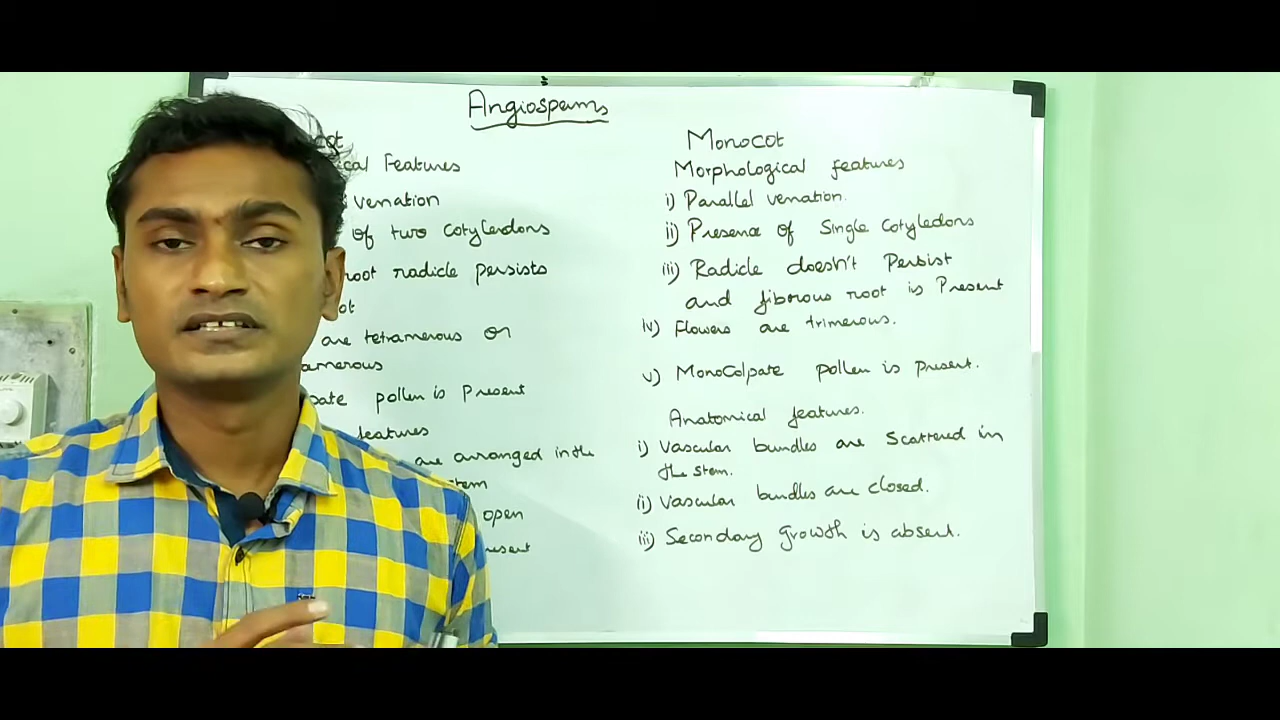 Angiosperms
cot
ical Features
venation
of two cotyledons
root radicle persists
ot
are tetramerous or
amerous
pate pollen is Present
features
are arranged in the
stem
open
resent
Monocot
Morphological features
i) Parallel venation.
ii) Presence of Single Cotyledons
iii) Radicle doesn't Persist
and fibrous root is Present
iv) Flowers are trimerous.
v) Monocolpate pollen is Present.
Anatomical features.
i) Vascular bundles are Scattered in
the stem.
(ii) Vascular bundles are closed.
iii) Secondary growth is absent.